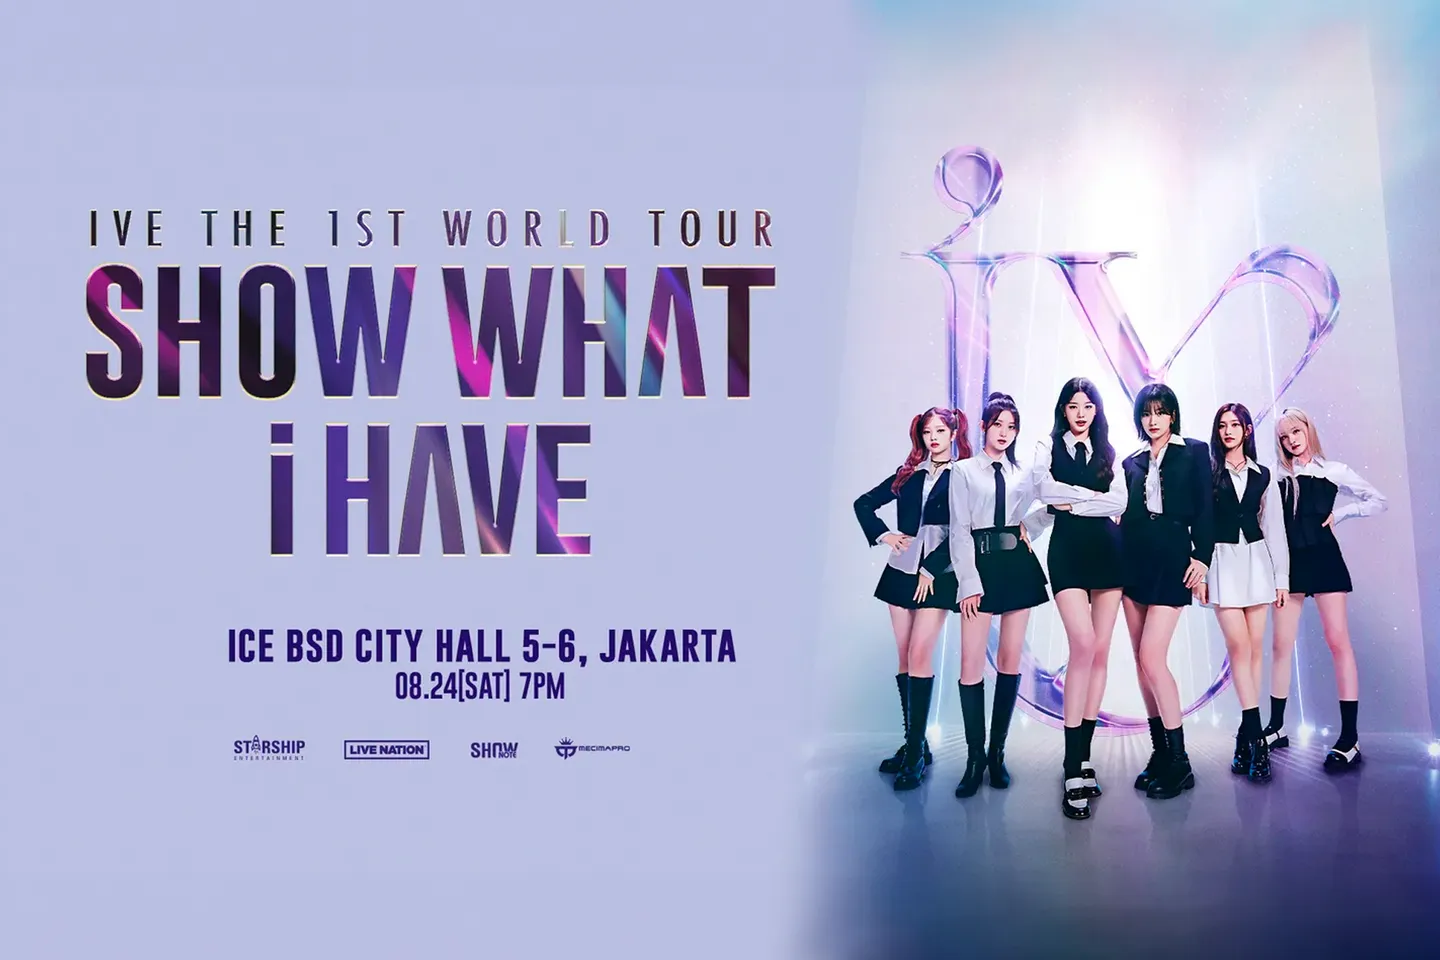 IVE THE 1ST WORLD TOUR
SHOW WHAT
i HAVE
ICE BSD CITY HALL 5-6, JAKARTA
08.24[SAT] 7PM
STARSHIP
ENTERTAINMENT
LIVE NATION
SHOW
NOTE
MECIMAPRO
iv